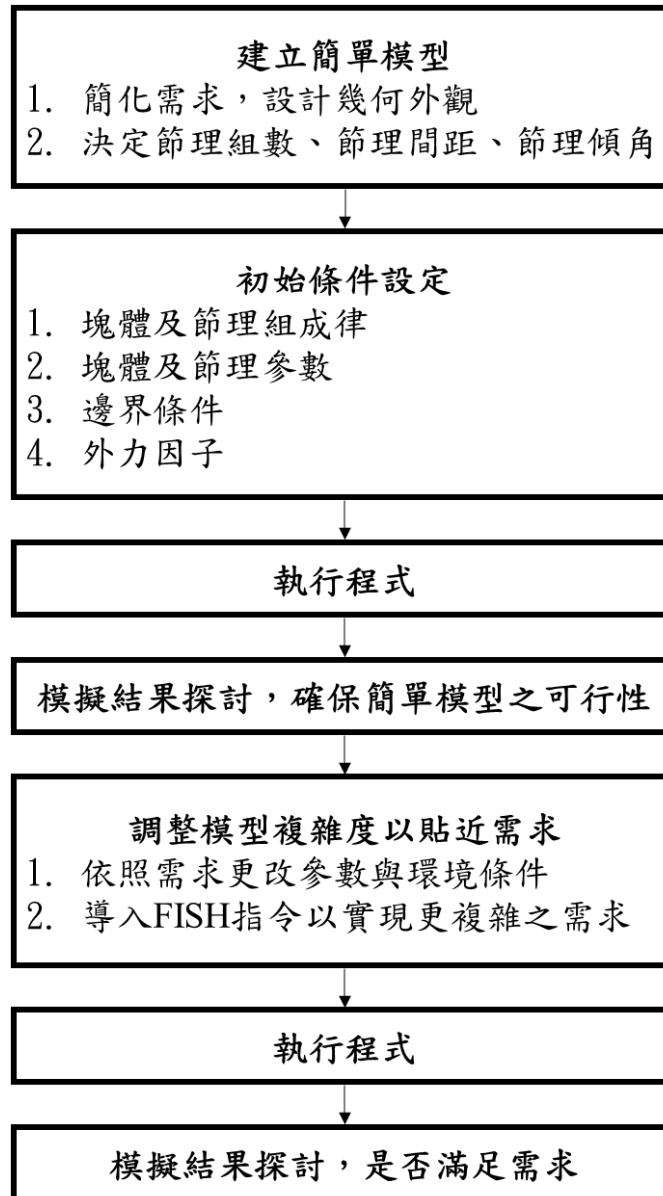 建立簡單模型
1. 簡化需求，設計幾何外觀
2. 決定節理組數、節理間距、節理傾角
初始條件設定
1. 塊體及節理組成律
2. 塊體及節理參數
3. 邊界條件
4. 外力因子
執行程式
模擬結果探討，確保簡單模型之可行性
調整模型複雜度以貼近需求
1. 依照需求更改參數與環境條件
2. 導入FISH指令以實現更複雜之需求
執行程式
模擬結果探討，是否滿足需求